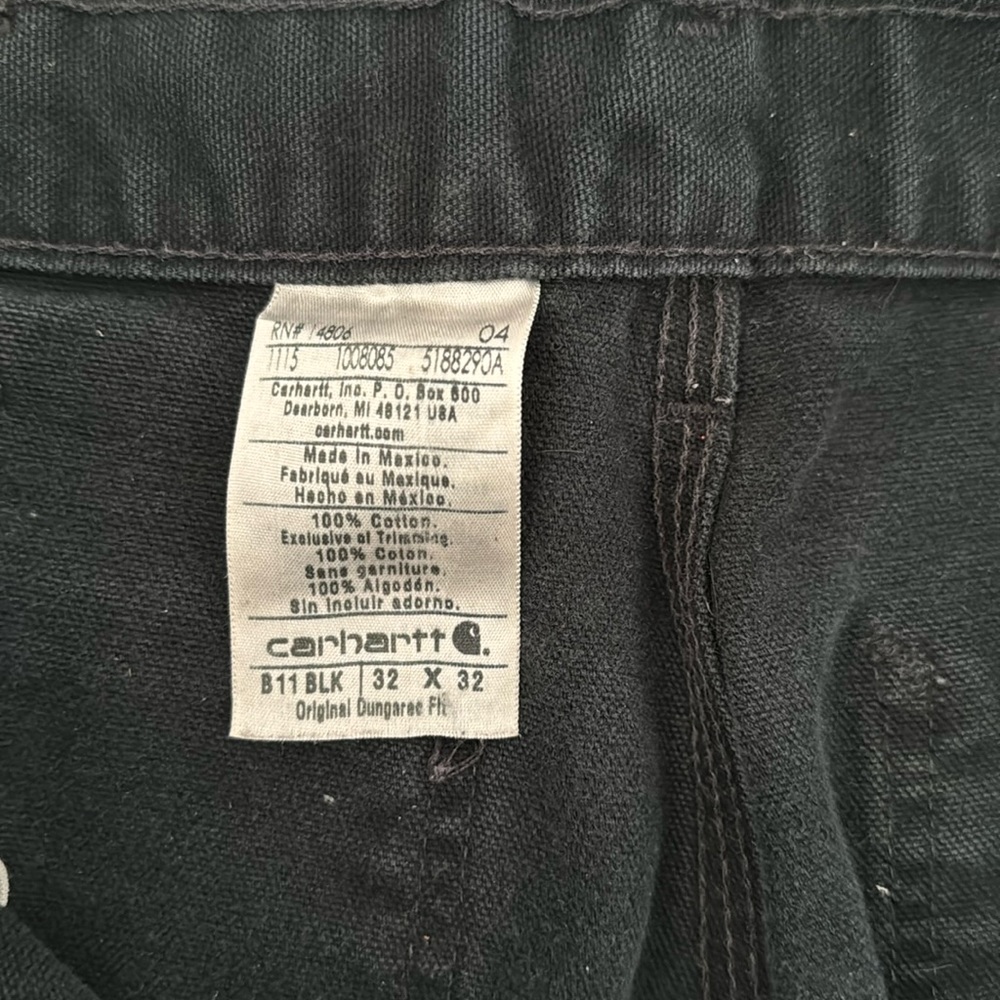 RN# 14806 04
1115 1008085 518829OA
Carhartt, Inc. P. O. Box 600
Dearborn, MI 48121 USA
carhartt.com
Made in Mexico.
Fabriqué au Mexique.
Hecho en México.
100% Cotton.
Exclusive of Trimming.
100% Coton.
Sans garniture.
100% Algodón.
Sin incluir adorno.
carhartt
B11 BLK 32 X 32
Original Dungaree Fit